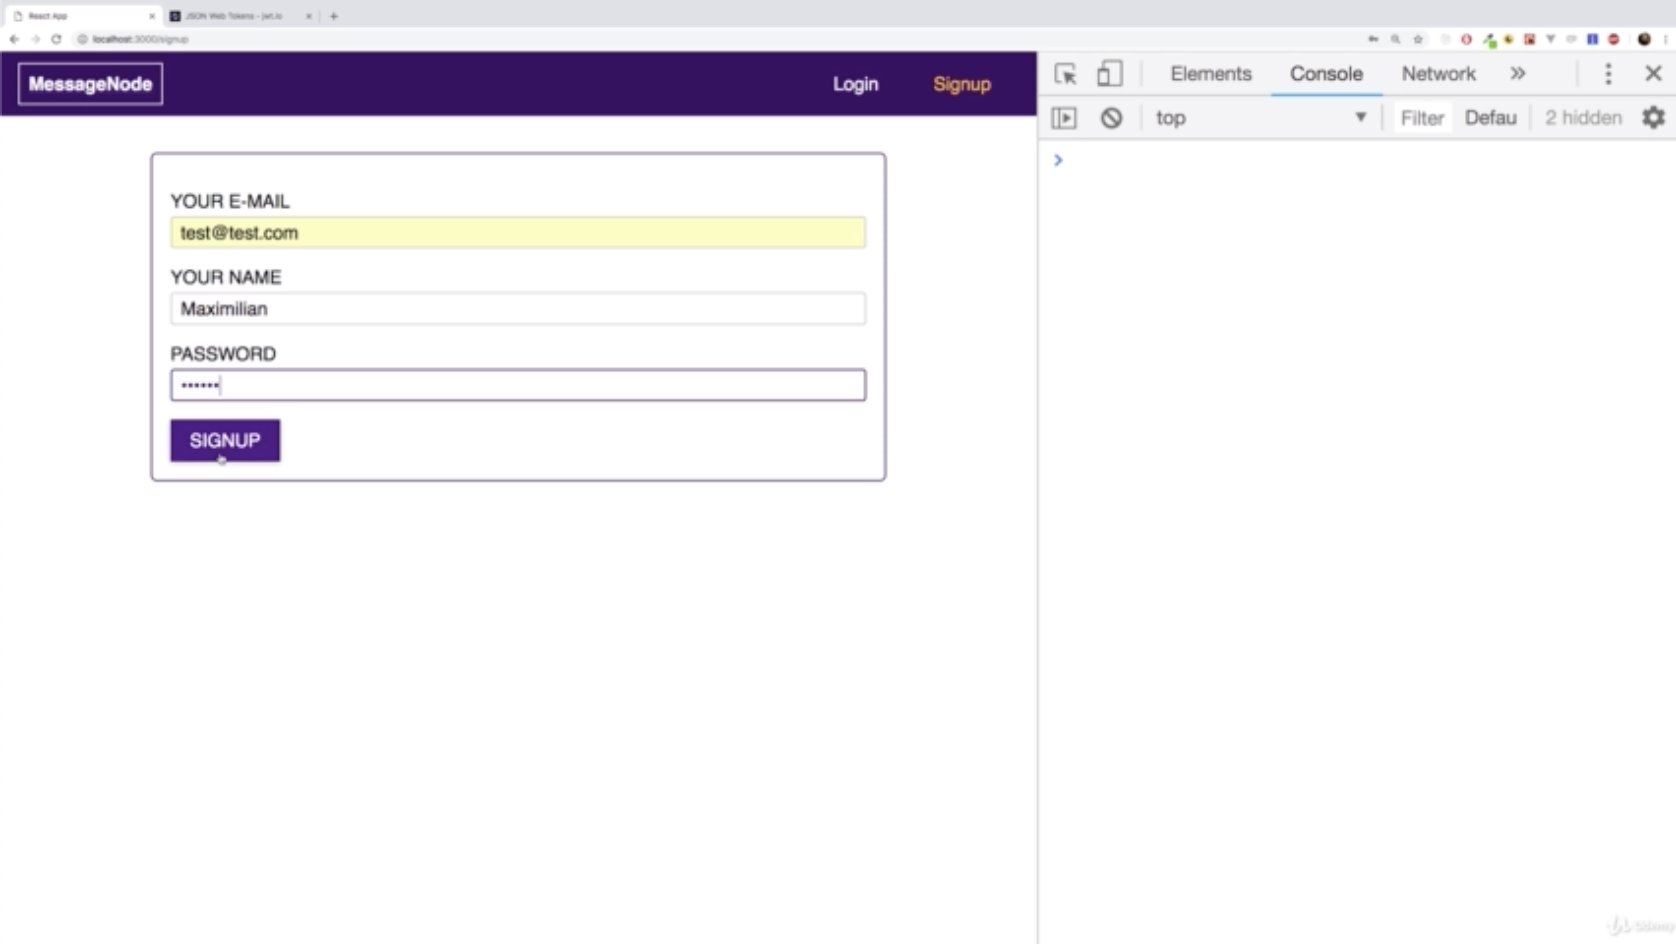 React App
JSON Web Tokens - jwt.io
localhost:3000/signup
MessageNode
Login
Signup
Elements
Console
Network
top
Filter
Defau
2 hidden
YOUR E-MAIL
test@test.com
YOUR NAME
Maximilian
PASSWORD
••••••
SIGNUP
Udemy